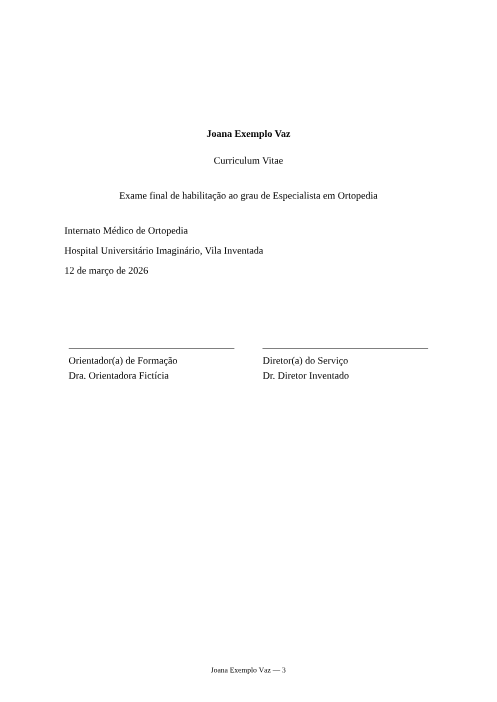 Joana Exemplo Vaz
Curriculum Vitae
Exame final de habilitação ao grau de Especialista em Ortopedia
Internato Médico de Ortopedia
Hospital Universitário Imaginário, Vila Inventada
12 de março de 2026
Orientador(a) de Formação
Dra. Orientadora Fictícia
Diretor(a) do Serviço
Dr. Diretor Inventado
Joana Exemplo Vaz — 3